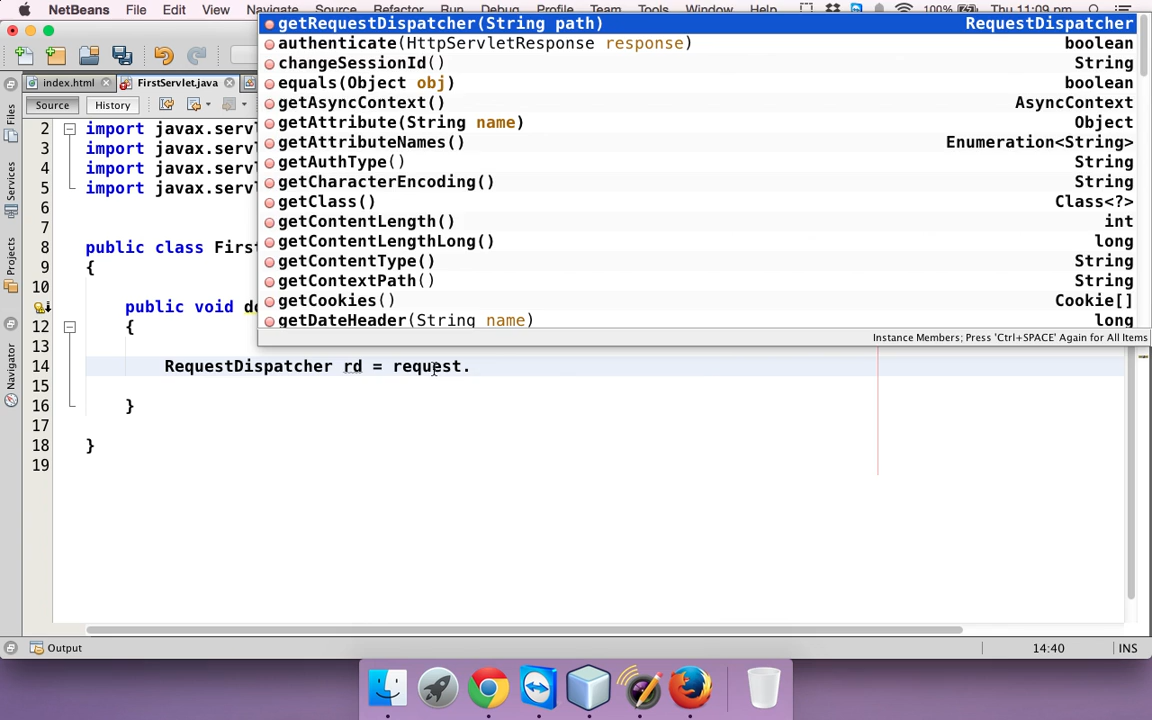 NetBeans File Edit View Navigate Source Refactor Run Debug Profile Team Tools Window Help 100% Thu 11:09 pm
index.html FirstServlet.java
Source History
Files
Services
Projects
Navigator
2 import javax.servl
3 import javax.servl
4 import javax.servl
5 import javax.servl
6
7
8 public class Firs
9 {
10
public void do
12 {
13
14 RequestDispatcher rd = request.
15
16 }
17
18 }
19
getRequestDispatcher(String path) RequestDispatcher
authenticate(HttpServletResponse response) boolean
changeSessionId() String
equals(Object obj) boolean
getAsyncContext() AsyncContext
getAttribute(String name) Object
getAttributeNames() Enumeration<String>
getAuthType() String
getCharacterEncoding() String
getClass() Class<?>
getContentLength() int
getContentLengthLong() long
getContentType() String
getContextPath() String
getCookies() Cookie[]
getDateHeader(String name) long
Instance Members; Press 'Ctrl+SPACE' Again for All Items
Output 14:40 INS